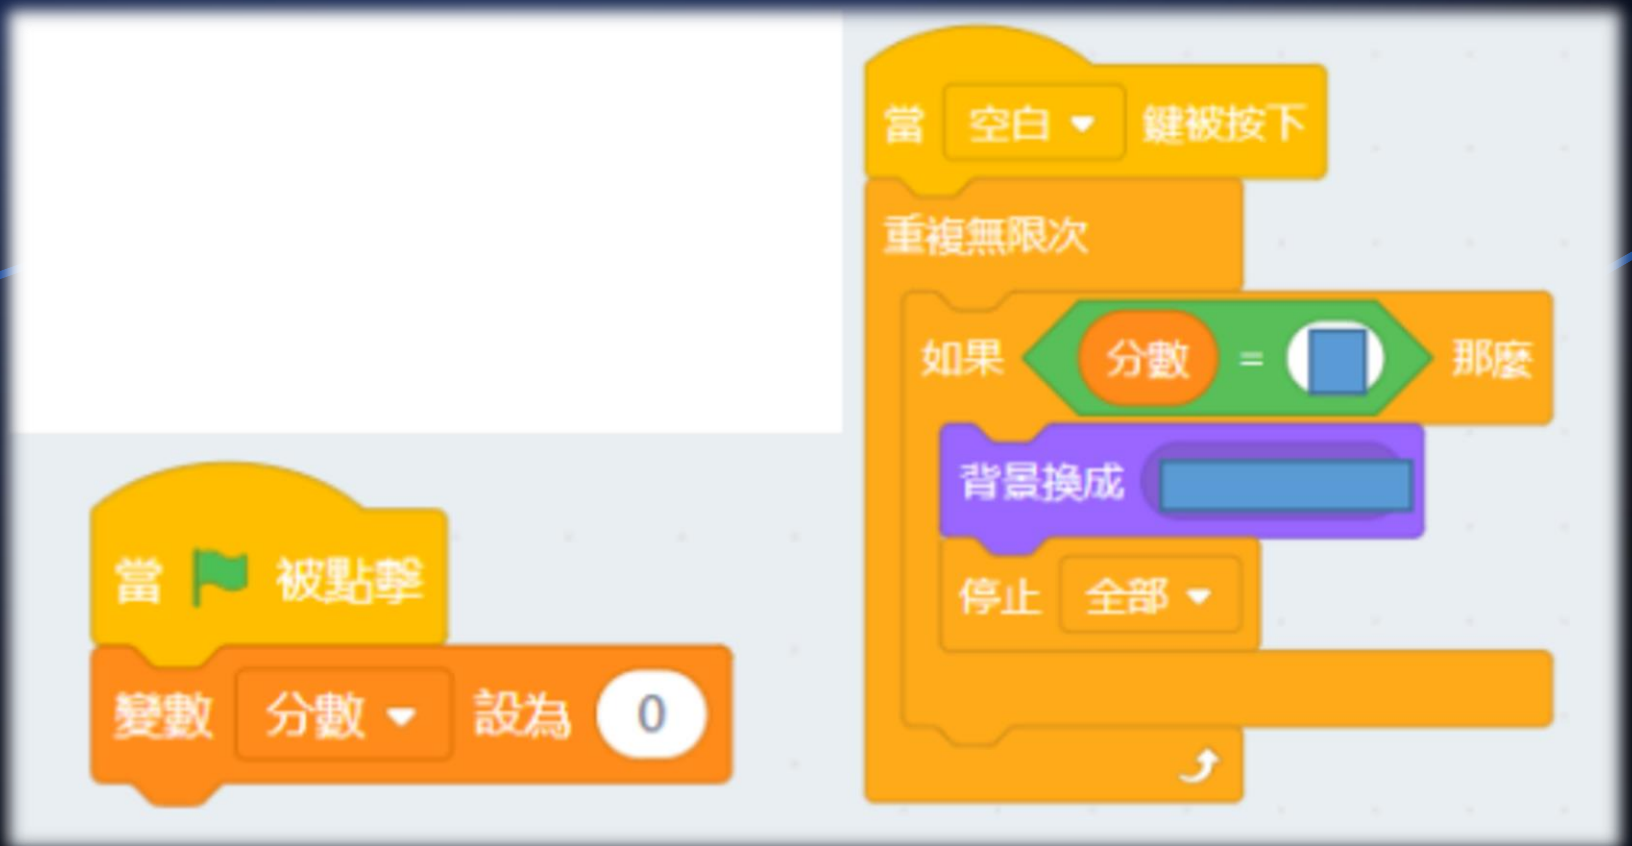 當 空白 鍵被按下
重複無限次
如果 分數 = 那麼
背景換成
停止 全部
當 被點擊
變數 分數 設為 0